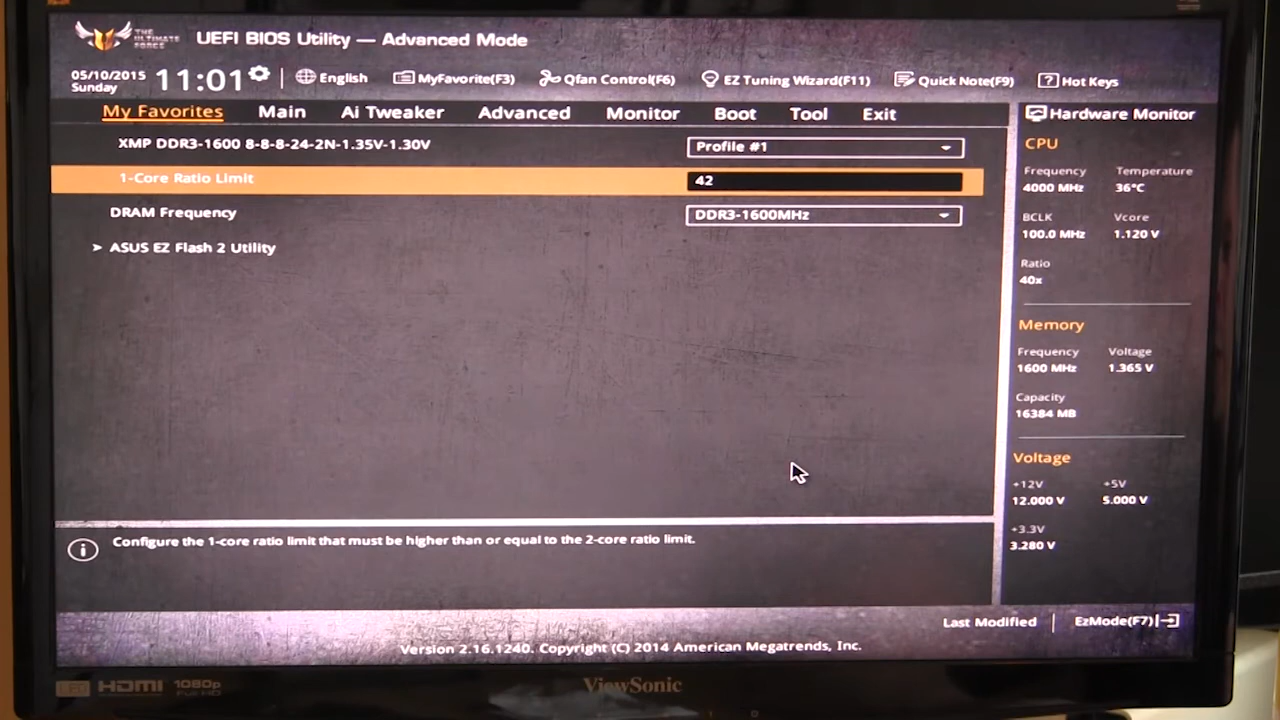 THE
ULTIMATE
FORCE
UEFI BIOS Utility — Advanced Mode
05/10/2015
Sunday
11:01
English
MyFavorite(F3)
Qfan Control(F6)
EZ Tuning Wizard(F11)
Quick Note(F9)
? Hot Keys
My Favorites Main Ai Tweaker Advanced Monitor Boot Tool Exit
XMP DDR3-1600 8-8-8-24-2N-1.35V-1.30V Profile #1
1-Core Ratio Limit 42
DRAM Frequency DDR3-1600MHz
> ASUS EZ Flash 2 Utility
Configure the 1-core ratio limit that must be higher than or equal to the 2-core ratio limit.
Hardware Monitor
CPU
Frequency Temperature
4000 MHz 36°C
BCLK Vcore
100.0 MHz 1.120 V
Ratio
40x
Memory
Frequency Voltage
1600 MHz 1.365 V
Capacity
16384 MB
Voltage
+12V +5V
12.000 V 5.000 V
+3.3V
3.280 V
Last Modified EzMode(F7)
Version 2.16.1240. Copyright (C) 2014 American Megatrends, Inc.
LED HDMI 1080p
Full HD
ViewSonic